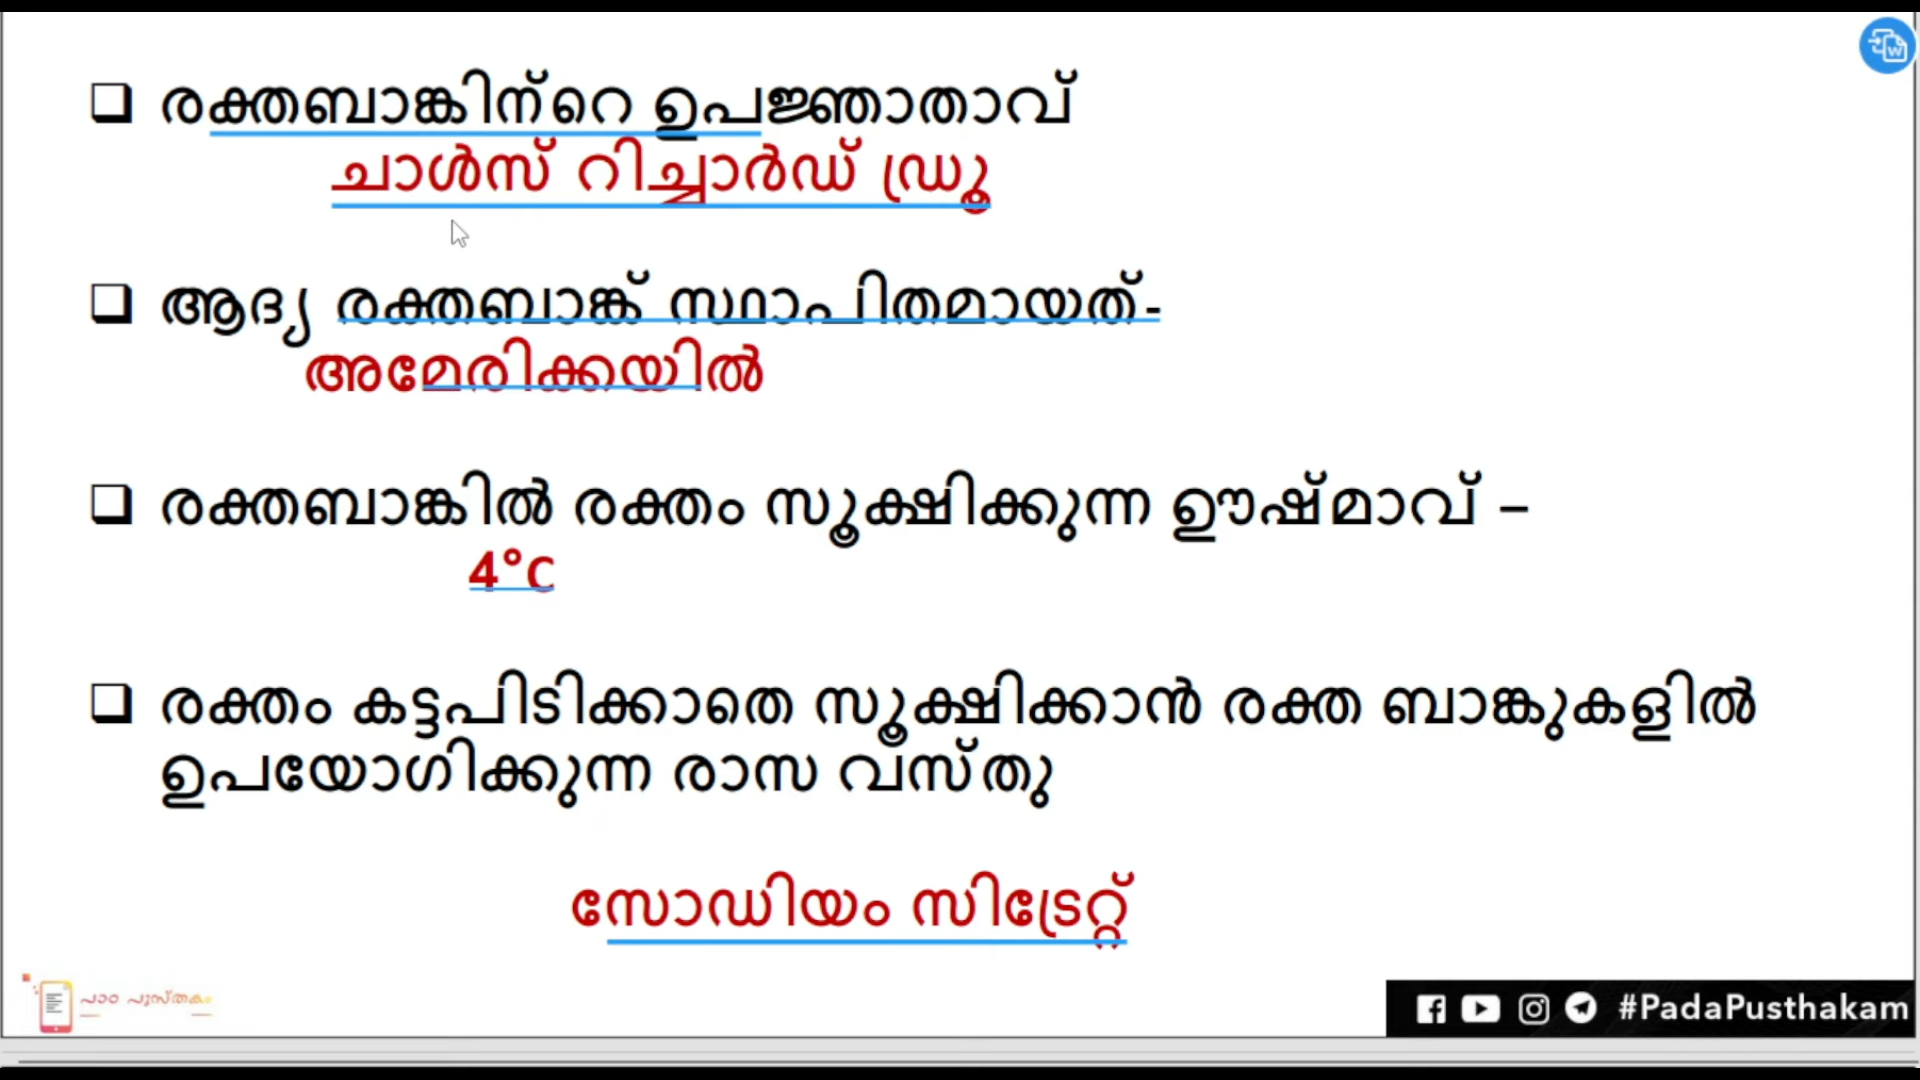 രക്തബാങ്കിന്റെ ഉപജ്ഞാതാവ്
ചാൾസ് റിച്ചാർഡ് ഡ്രൂ
ആദ്യ രക്തബാങ്ക് സ്ഥാപിതമായത്-
അമേരിക്കയിൽ
രക്തബാങ്കിൽ രക്തം സൂക്ഷിക്കുന്ന ഊഷ്മാവ് –
4°C
രക്തം കട്ടപിടിക്കാതെ സൂക്ഷിക്കാൻ രക്ത ബാങ്കുകളിൽ
ഉപയോഗിക്കുന്ന രാസ വസ്തു
സോഡിയം സിട്രേറ്റ്
പാഠ പുസ്തകം
#PadaPusthakam